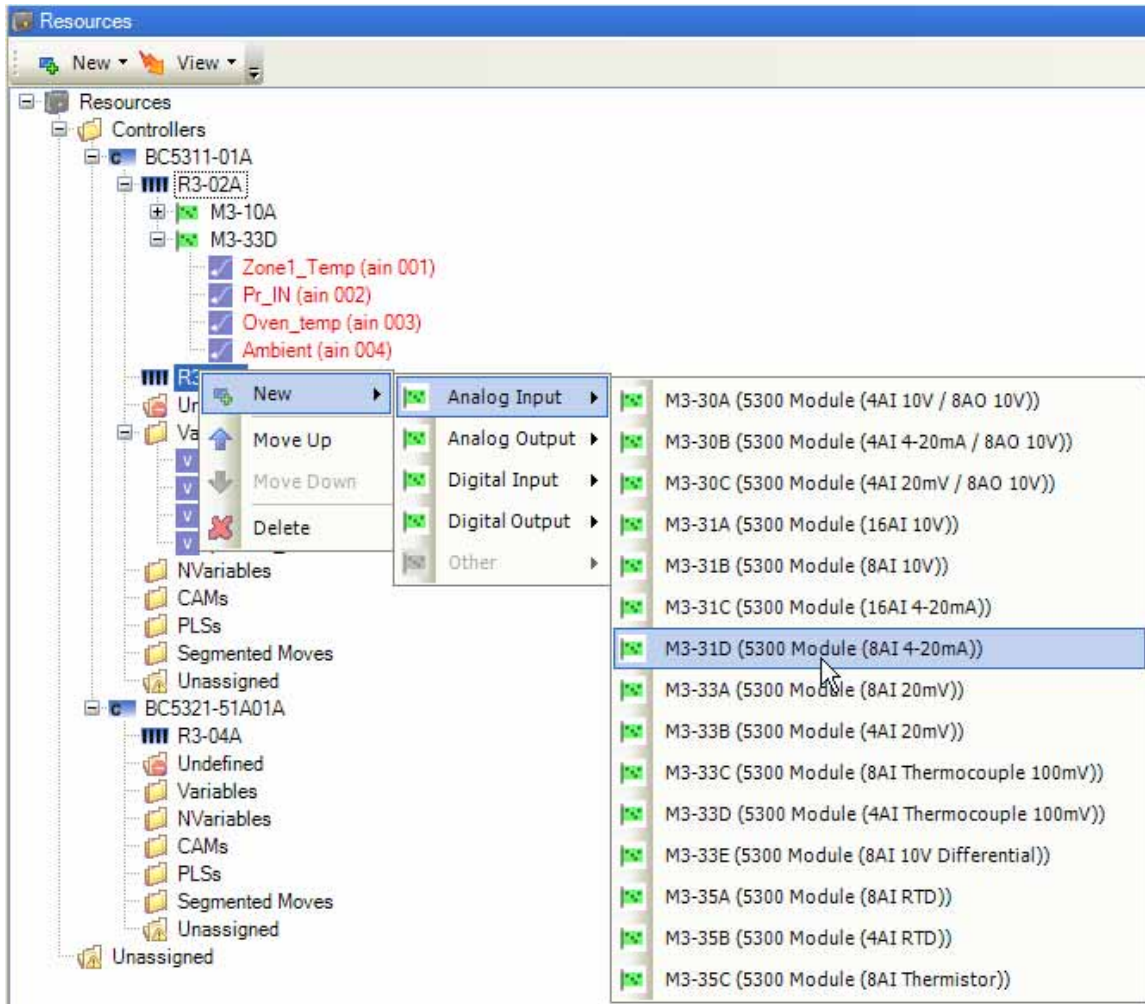 Resources
New View
Resources
Controllers
BC5311-01A
R3-02A
M3-10A
M3-33D
Zone1_Temp (ain 001)
Pr_IN (ain 002)
Oven_temp (ain 003)
Ambient (ain 004)
NVariables
CAMs
PLSs
Segmented Moves
Unassigned
BC5321-51A01A
R3-04A
Undefined
Variables
NVariables
CAMs
PLSs
Segmented Moves
Unassigned
Unassigned
New
Move Up
Move Down
Delete
Analog Input
Analog Output
Digital Input
Digital Output
Other
M3-30A (5300 Module (4AI 10V / 8AO 10V))
M3-30B (5300 Module (4AI 4-20mA / 8AO 10V))
M3-30C (5300 Module (4AI 20mV / 8AO 10V))
M3-31A (5300 Module (16AI 10V))
M3-31B (5300 Module (8AI 10V))
M3-31C (5300 Module (16AI 4-20mA))
M3-31D (5300 Module (8AI 4-20mA))
M3-33A (5300 Module (8AI 20mV))
M3-33B (5300 Module (4AI 20mV))
M3-33C (5300 Module (8AI Thermocouple 100mV))
M3-33D (5300 Module (4AI Thermocouple 100mV))
M3-33E (5300 Module (8AI 10V Differential))
M3-35A (5300 Module (8AI RTD))
M3-35B (5300 Module (4AI RTD))
M3-35C (5300 Module (8AI Thermistor))